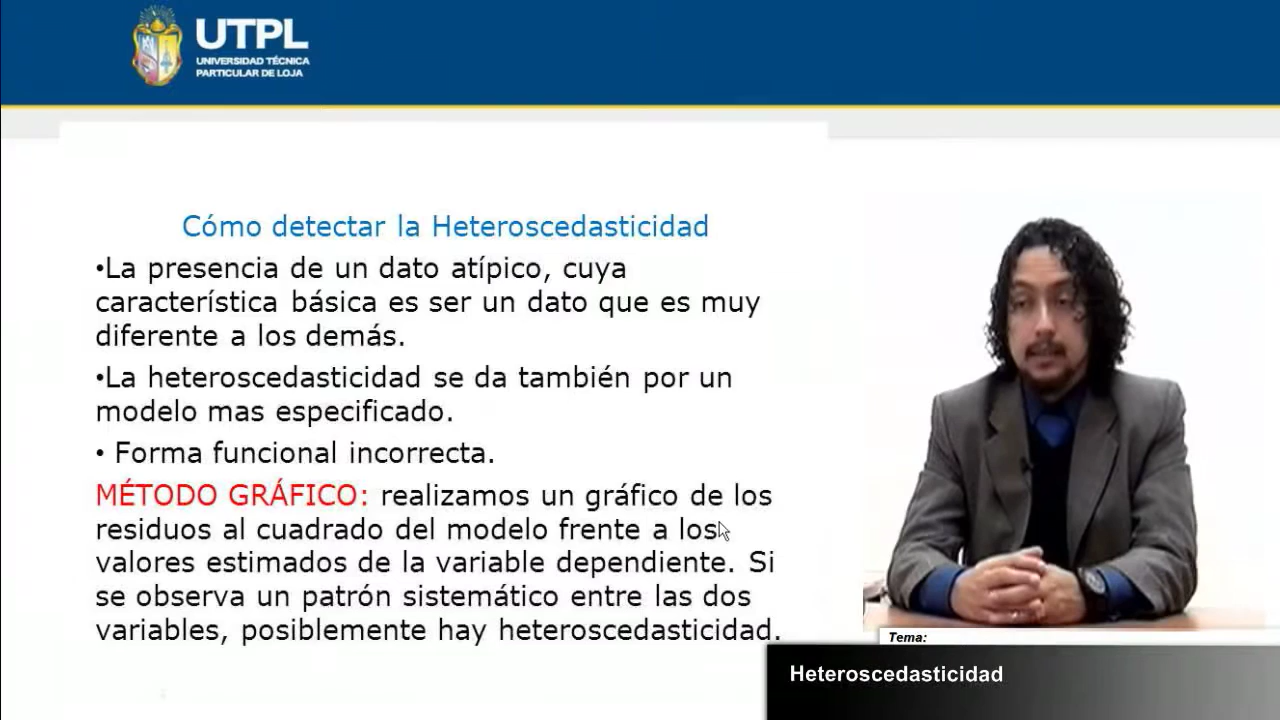 UTPL
UNIVERSIDAD TÉCNICA
PARTICULAR DE LOJA
Cómo detectar la Heteroscedasticidad
•La presencia de un dato atípico, cuya
característica básica es ser un dato que es muy
diferente a los demás.
•La heteroscedasticidad se da también por un
modelo mas especificado.
• Forma funcional incorrecta.
MÉTODO GRÁFICO: realizamos un gráfico de los
residuos al cuadrado del modelo frente a los
valores estimados de la variable dependiente. Si
se observa un patrón sistemático entre las dos
variables, posiblemente hay heteroscedasticidad.
Tema:
Heteroscedasticidad